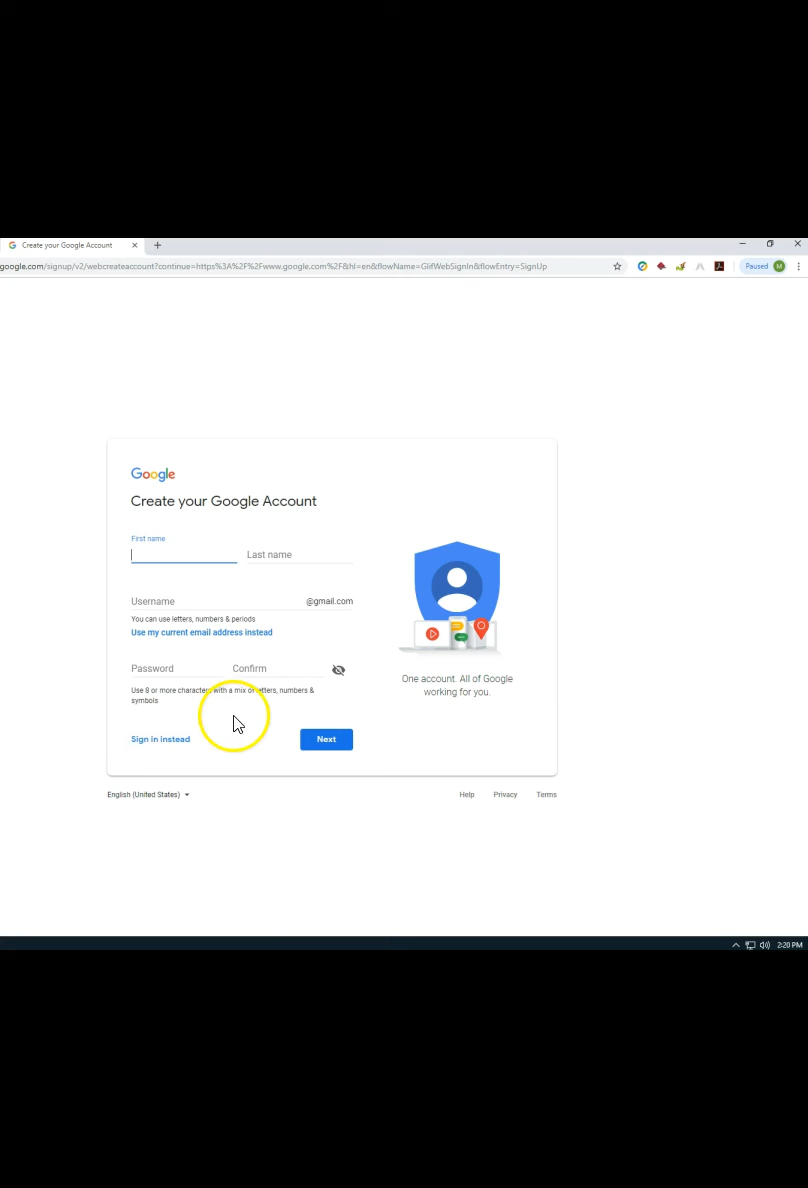 Create your Google Account
google.com/signup/v2/webcreateaccount?continue=https%3A%2F%2Fwww.google.com%2F&hl=en&flowName=GlifWebSignIn&flowEntry=SignUp
Paused M
Google
Create your Google Account
First name
Last name
Username @gmail.com
You can use letters, numbers & periods
Use my current email address instead
Password Confirm
Use 8 or more characters with a mix of letters, numbers &
symbols
One account. All of Google
working for you.
Sign in instead Next
English (United States) Help Privacy Terms
2:20 PM